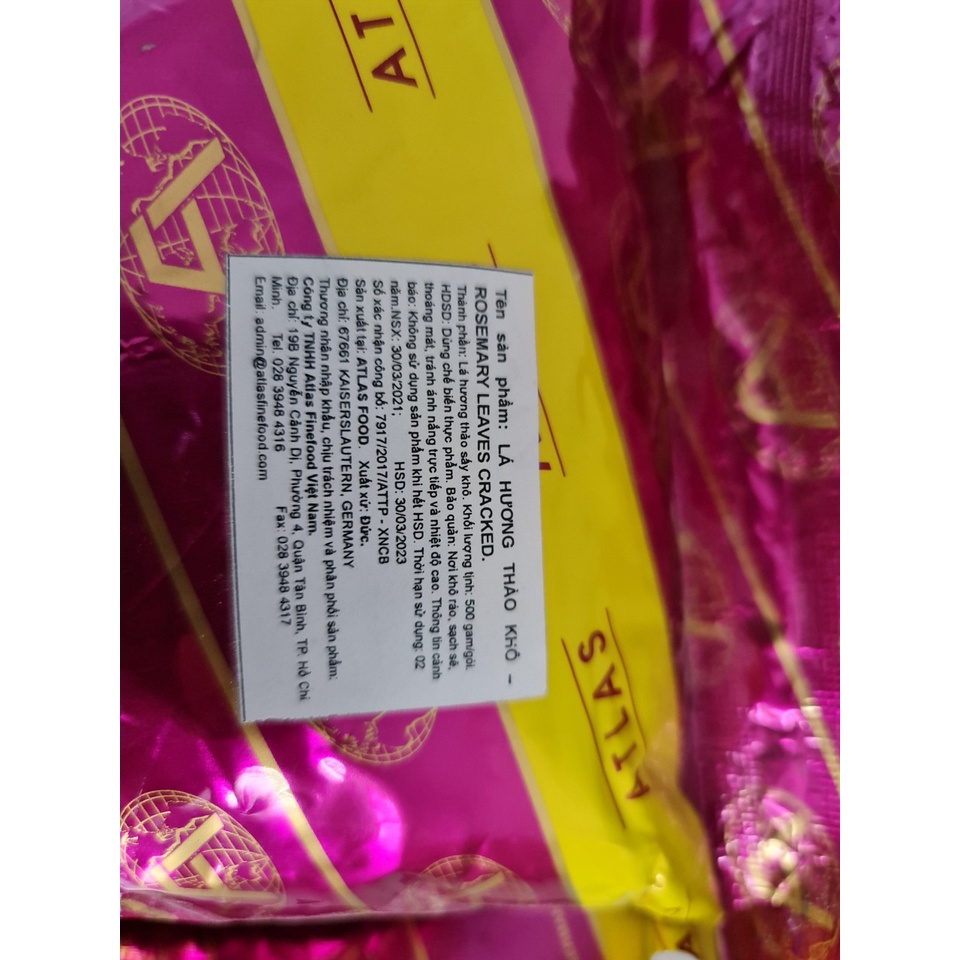 AT
Tên sản phẩm: LÁ HƯƠNG THẢO KHÔ –
ROSEMARY LEAVES CRACKED.
Thành phần: Lá hương thảo sấy khô. Khối lượng tịnh: 500 gam/gói.
HDSD: Dùng chế biến thực phẩm. Bảo quản: Nơi khô ráo, sạch sẽ,
thoáng mát, tránh ánh nắng trực tiếp và nhiệt độ cao. Thông tin cảnh
báo: Không sử dụng sản phẩm khi hết HSD. Thời hạn sử dụng: 02
năm.NSX: 30/03/2021; HSD: 30/03/2023
Số xác nhận công bố: 7917/2017/ATTP - XNCB
Sản xuất tại: ATLAS FOOD. Xuất xứ: Đức.
Địa chỉ: 67661 KAISERSLAUTERN, GERMANY
Thương nhân nhập khẩu, chịu trách nhiệm và phân phối sản phẩm:
Công ty TNHH Atlas Finefood Việt Nam.
Địa chỉ: 19B Nguyễn Cảnh Dị, Phường 4, Quận Tân Bình, TP. Hồ Chí
Minh. Tel. 028 3948 4316 Fax: 028 3948 4317
Email: admin@atlasfinefood.com
ATLAS
A
A
A